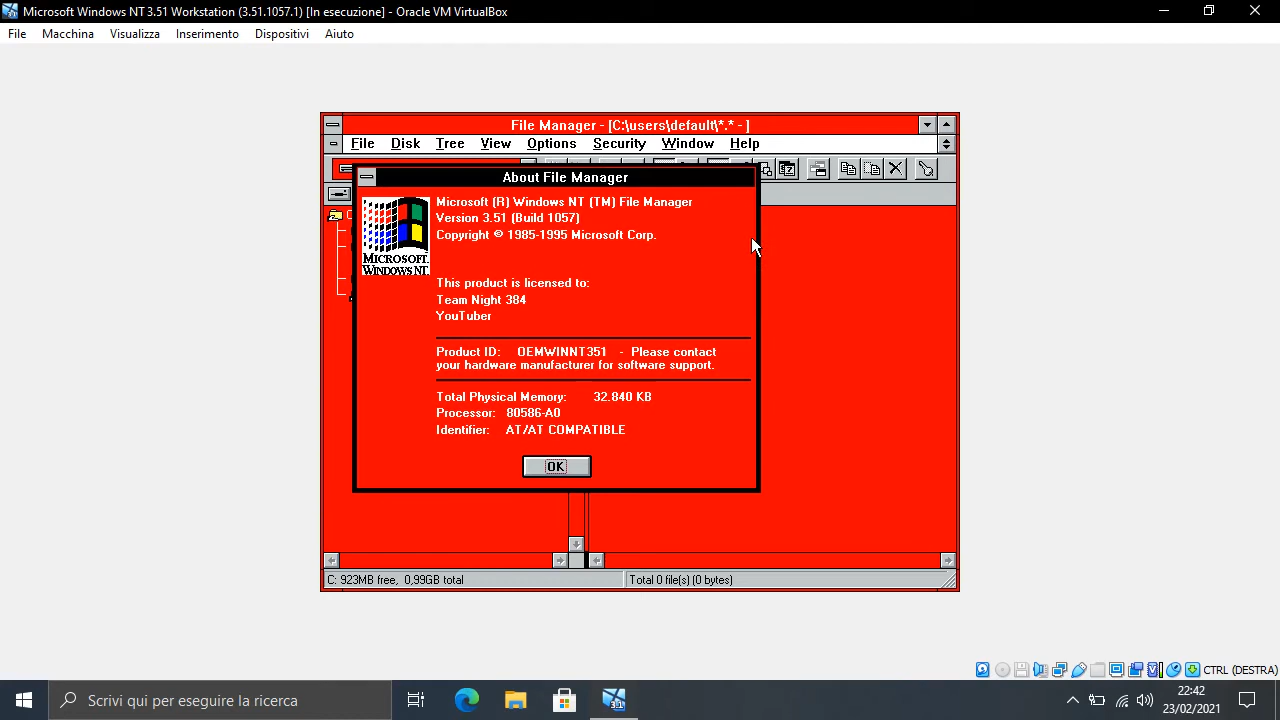 Microsoft Windows NT 3.51 Workstation (3.51.1057.1) [In esecuzione] - Oracle VM VirtualBox
File Macchina Visualizza Inserimento Dispositivi Aiuto
File Manager - [C:\users\default\*.* - ]
File Disk Tree View Options Security Window Help
About File Manager
Microsoft (R) Windows NT (TM) File Manager
Version 3.51 (Build 1057)
Copyright © 1985-1995 Microsoft Corp.
MICROSOFT.
WINDOWS NT.
This product is licensed to:
Team Night 384
YouTuber
Product ID: OEMWINNT351 - Please contact
your hardware manufacturer for software support.
Total Physical Memory: 32.840 KB
Processor: 80586-A0
Identifier: AT/AT COMPATIBLE
OK
C: 923MB free, 0,99GB total
Total 0 file(s) (0 bytes)
CTRL (DESTRA)
Scrivi qui per eseguire la ricerca
3.51
22:42
23/02/2021